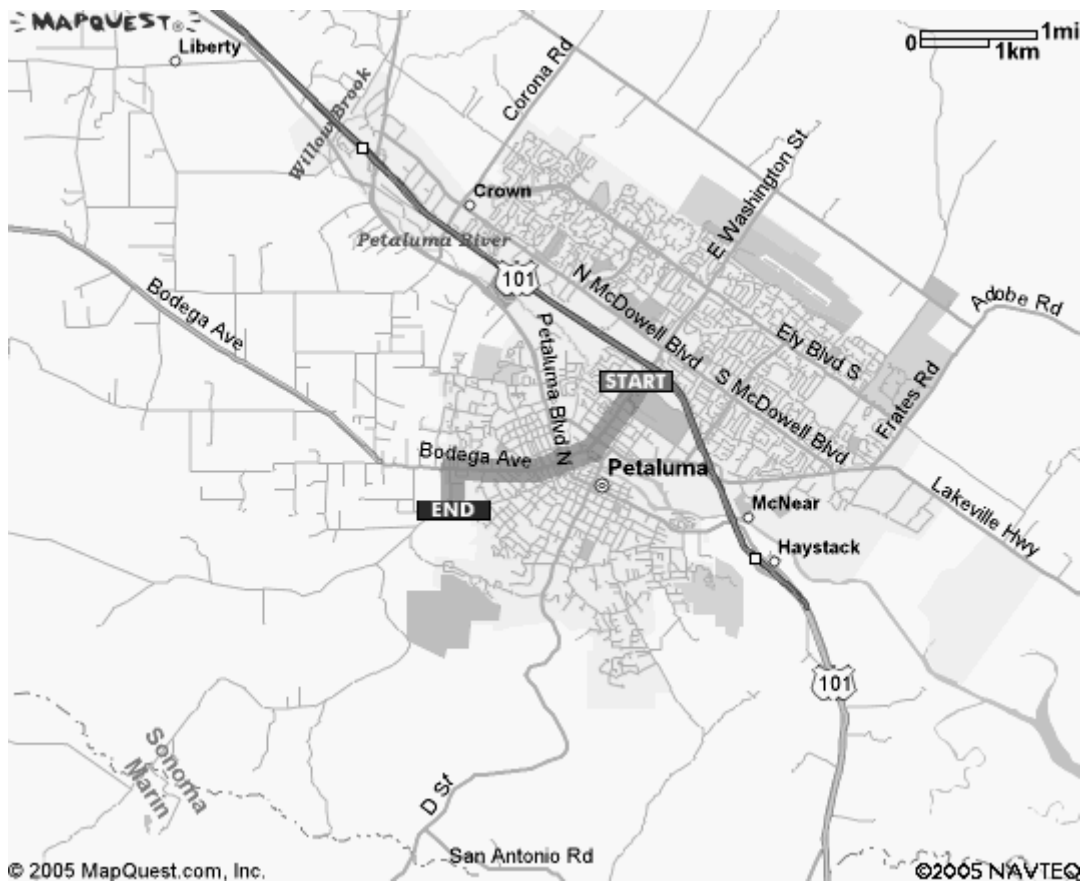 MAPQUEST
Liberty
Corona Rd
1mi
0
1km
Willow Brook
Crown
E Washington St
Petaluma River
101
N McDowell Blvd
Adobe Rd
Bodega Ave
Petaluma Blvd N
Ely Blvd S
START
S McDowell Blvd
Frates Rd
Bodega Ave
Petaluma
END
McNear
Lakeville Hwy
Haystack
101
Sonoma
Marin
D St
San Antonio Rd
© 2005 MapQuest.com, Inc.
©2005 NAVTEQ